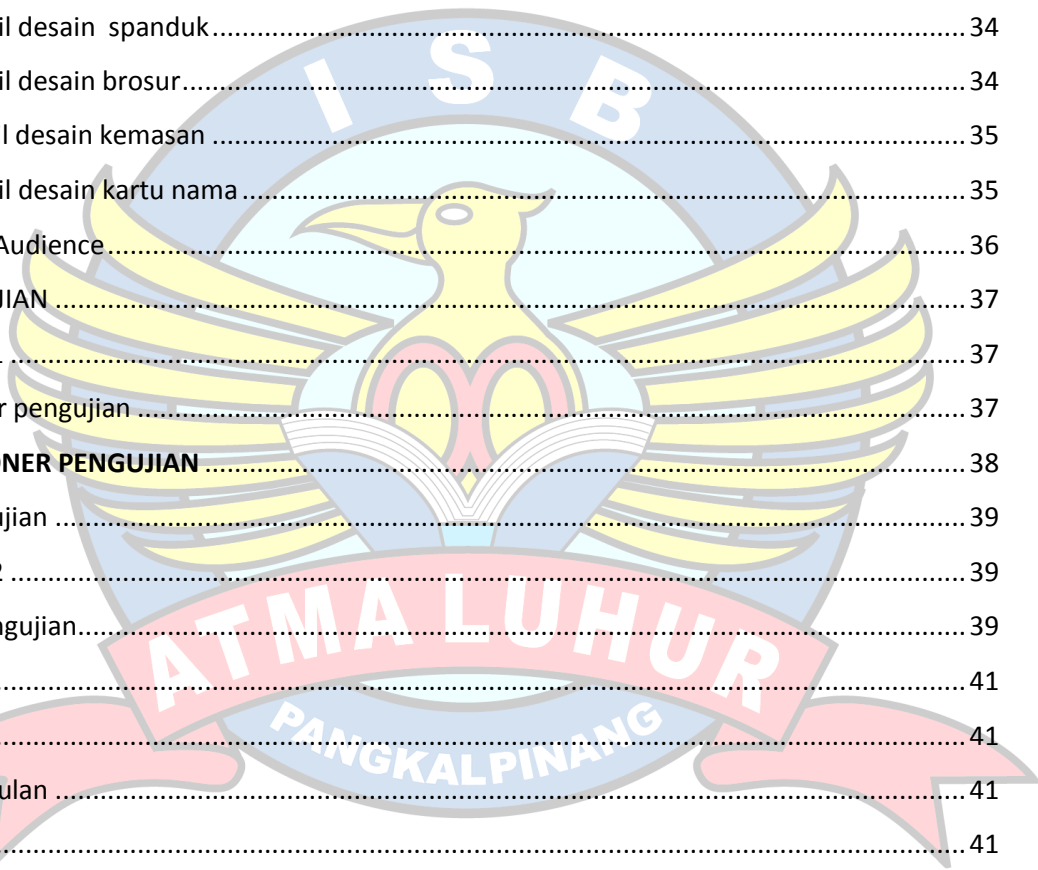 il desain  spanduk ........ 34
il desain brosur ........ 34
l desain kemasan ........ 35
il desain kartu nama ........ 35
Audience ........ 36
JIAN ........ 37
........ 37
r pengujian ........ 37
ONER PENGUJIAN ........ 38
ujian ........ 39
2 ........ 39
ngujian ........ 39
........ 41
........ 41
ulan ........ 41
........ 41
I S B
ATMA LUHUR
PANGKALPINANG